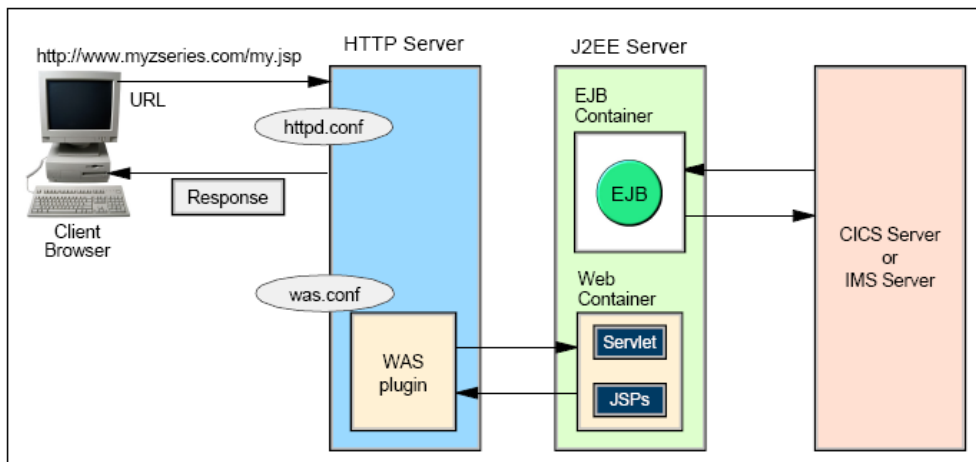 HTTP Server
J2EE Server
http://www.myzseries.com/my.jsp
URL
httpd.conf
Response
Client
Browser
was.conf
WAS
plugin
EJB
Container
EJB
Web
Container
Servlet
JSPs
CICS Server
or
IMS Server